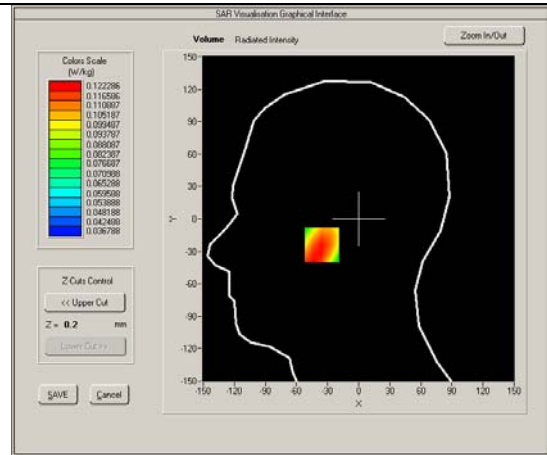 SAR Visualisation Graphical Interface
Volume Radiated Intensity
Zoom In/Out
Colors Scale
(W/kg)
0.122286
0.116586
0.110887
0.105187
0.099487
0.093787
0.088087
0.082387
0.076687
0.070988
0.065288
0.059588
0.053888
0.048188
0.042488
0.036788
150-
120-
90-
60-
30-
0-
-30-
-60-
-90-
-120-
-150-
Y
-150 -120 -90 -60 -30 0 30 60 90 120 150
X
Z Cuts Control
<< Upper Cut
Z = 0.2 mm
Lower Cut >>
SAVE
Cancel